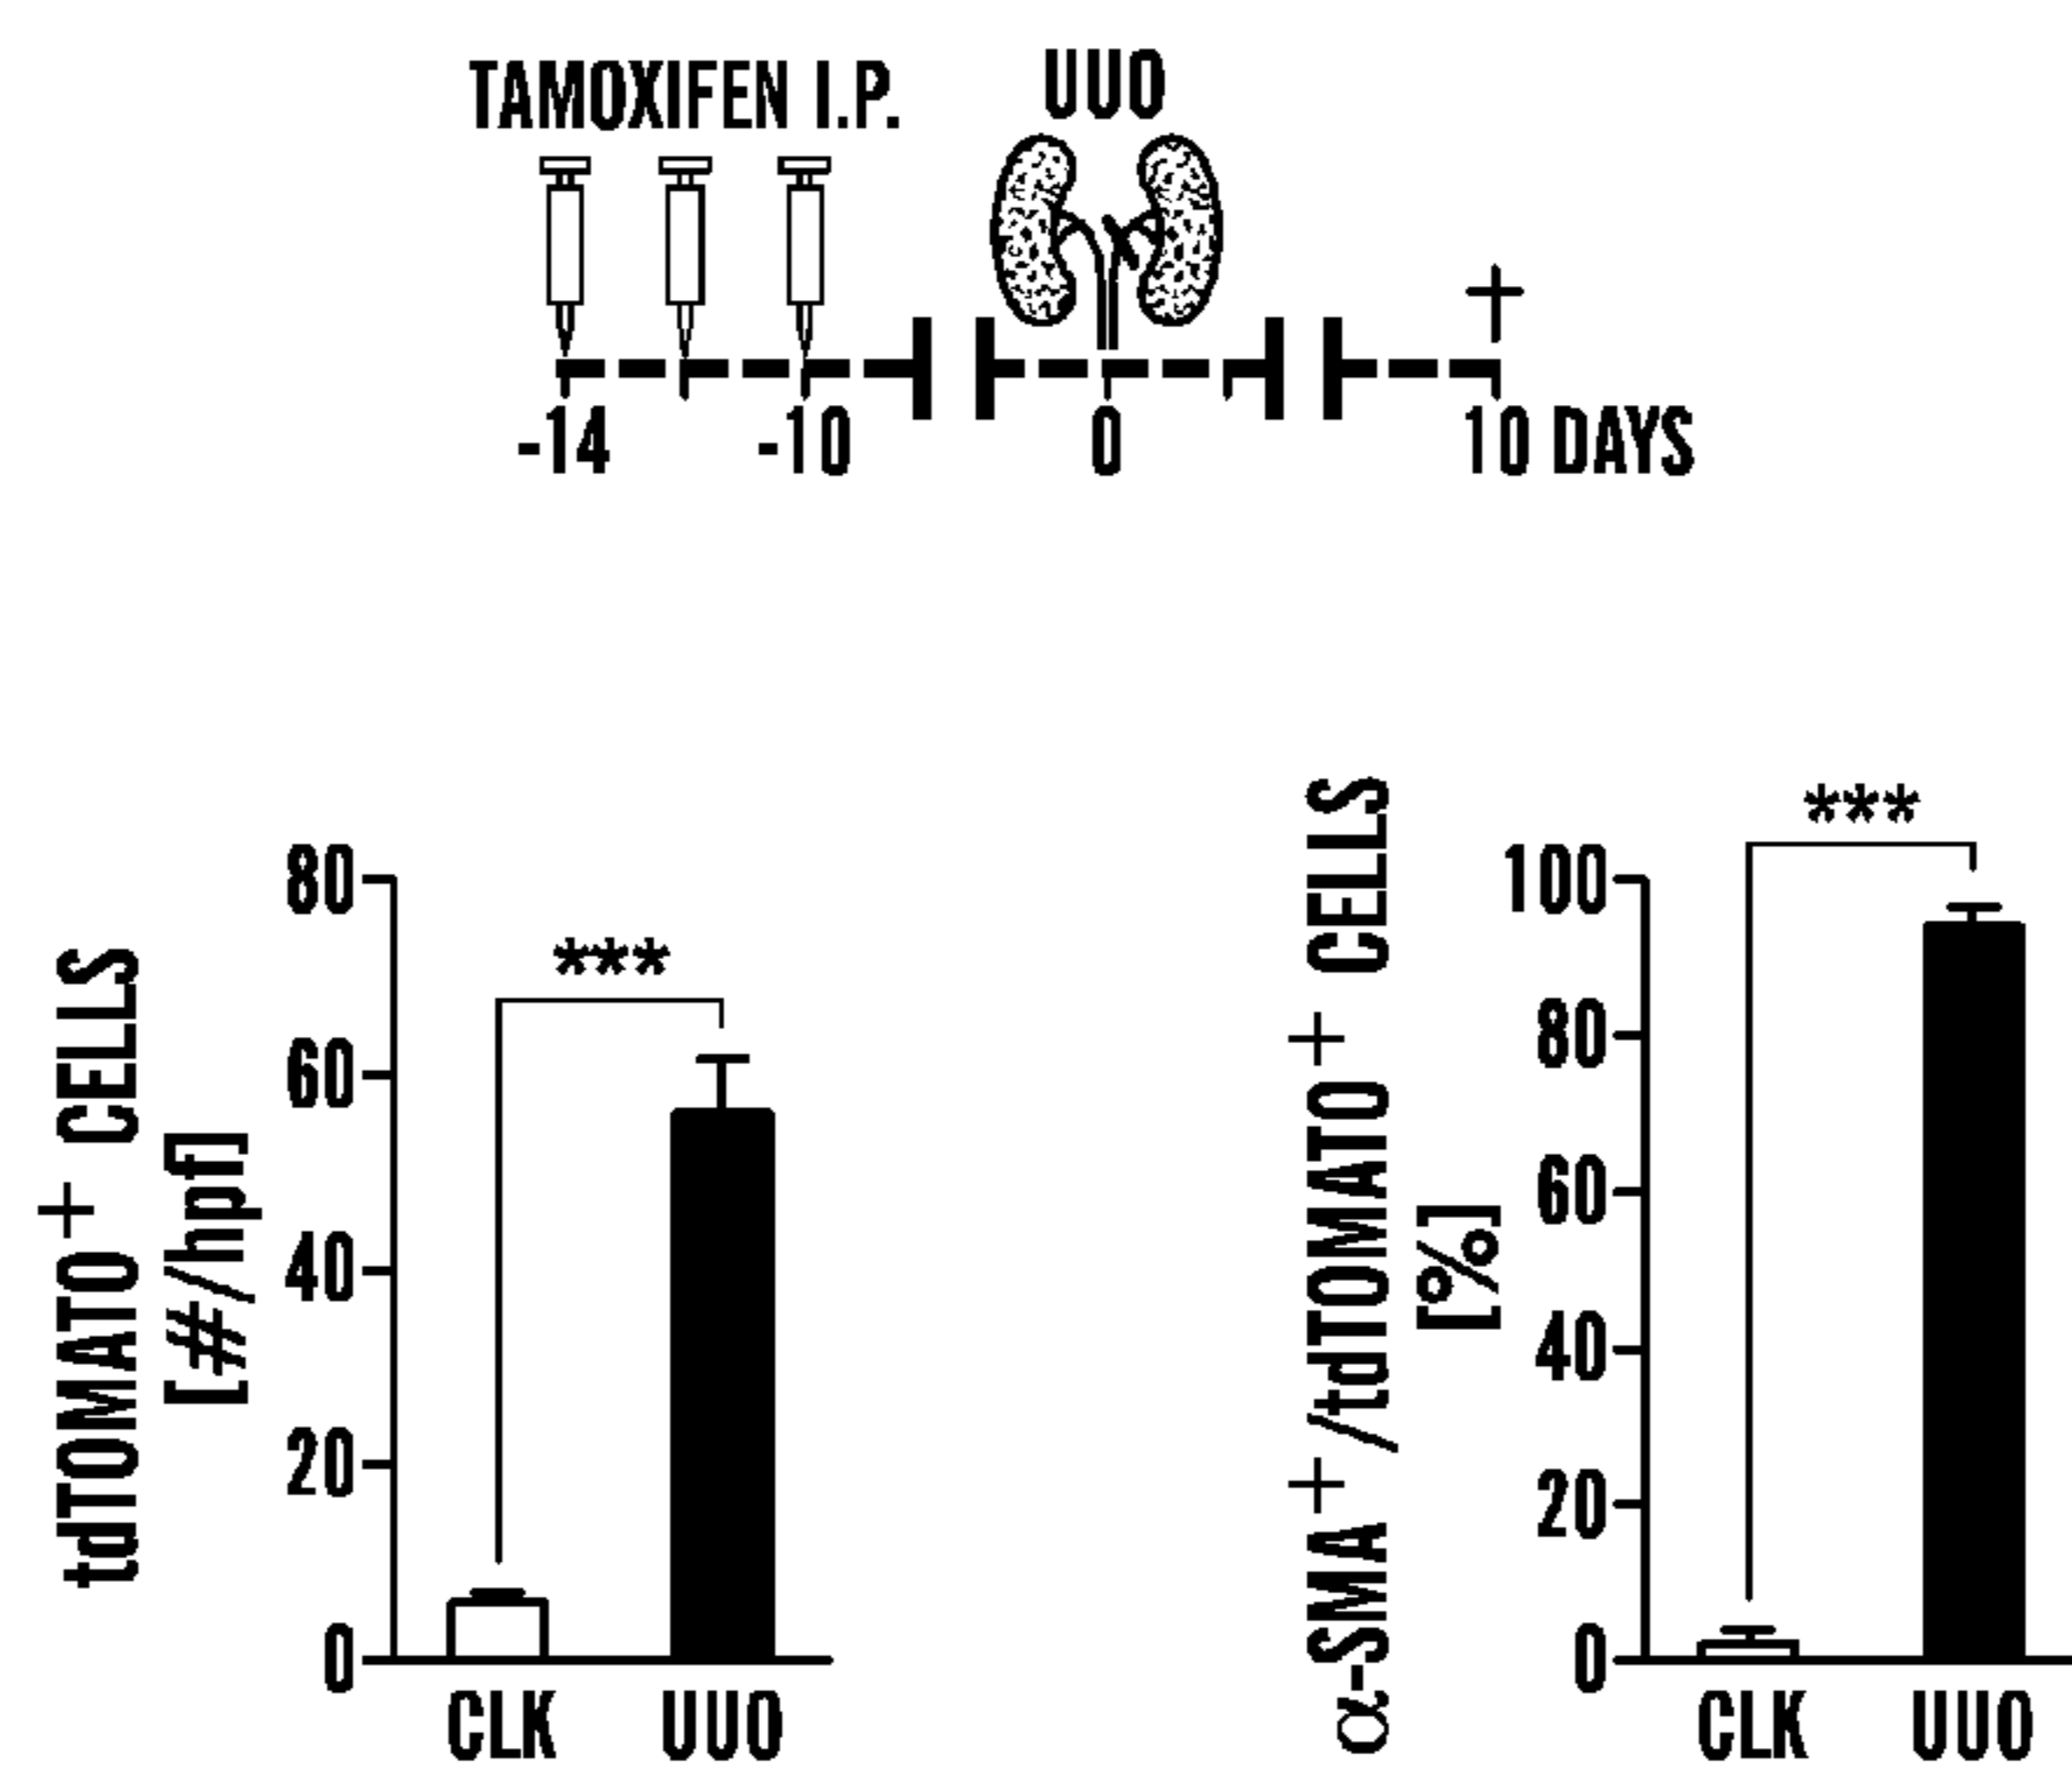 TAMOXIFEN I.P.
UUO
-14
-10
0
10 DAYS
tdTOMATO+ CELLS
[#/hpf]
80
60
40
20
0
***
CLK
UUO
α-SMA+/tdTOMATO+ CELLS
[%]
100
80
60
40
20
0
***
CLK
UUO